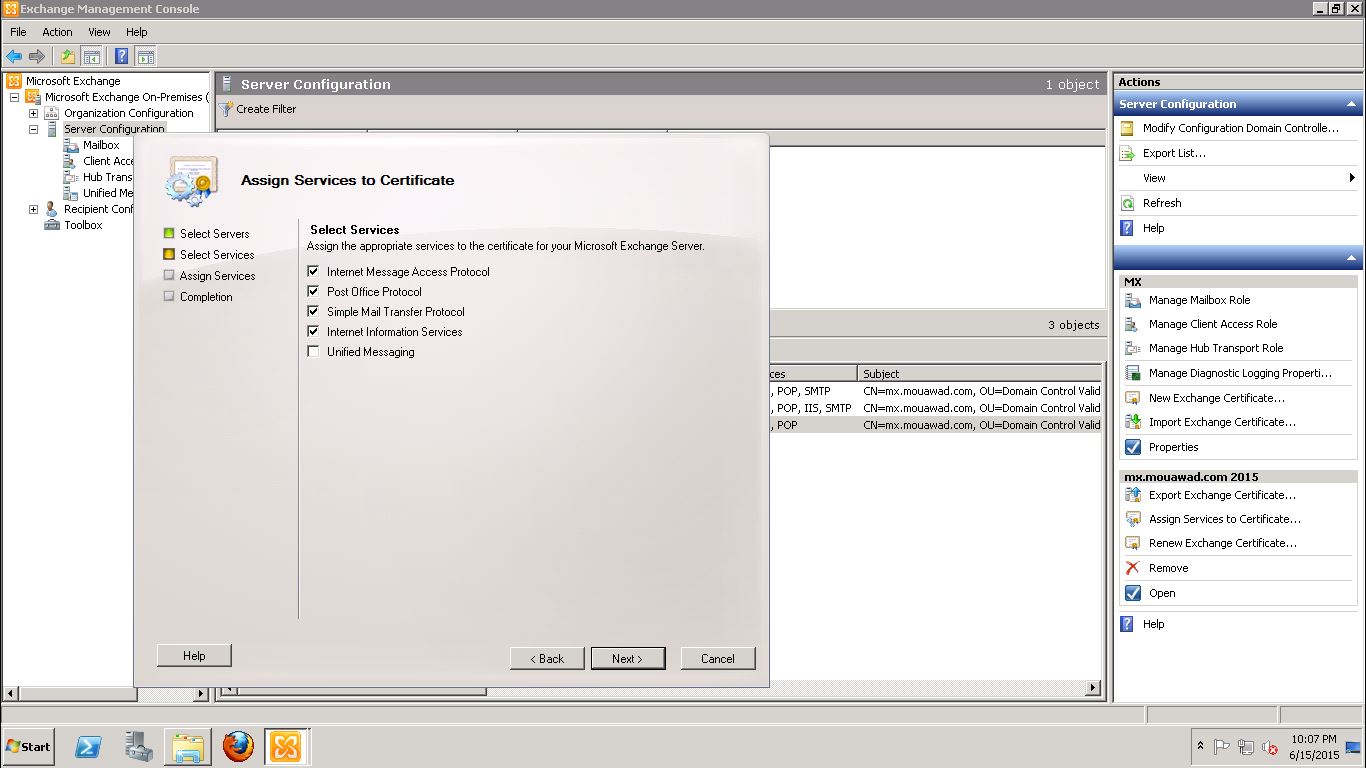 Exchange Management Console
File Action View Help
Microsoft Exchange
Microsoft Exchange On-Premises (
Organization Configuration
Server Configuration
Mailbox
Client Acce
Hub Trans
Unified Me
Recipient Conf
Toolbox
Server Configuration 1 object
Create Filter
Assign Services to Certificate
Select Servers
Select Services
Assign Services
Completion
Select Services
Assign the appropriate services to the certificate for your Microsoft Exchange Server.
Internet Message Access Protocol
Post Office Protocol
Simple Mail Transfer Protocol
Internet Information Services
Unified Messaging
Help
< Back
Next >
Cancel
3 objects
ces Subject
, POP, SMTP CN=mx.mouawad.com, OU=Domain Control Valid
, POP, IIS, SMTP CN=mx.mouawad.com, OU=Domain Control Valid
, POP CN=mx.mouawad.com, OU=Domain Control Valid
Actions
Server Configuration
Modify Configuration Domain Controlle...
Export List...
View
Refresh
Help
MX
Manage Mailbox Role
Manage Client Access Role
Manage Hub Transport Role
Manage Diagnostic Logging Properti...
New Exchange Certificate...
Import Exchange Certificate...
Properties
mx.mouawad.com 2015
Export Exchange Certificate...
Assign Services to Certificate...
Renew Exchange Certificate...
Remove
Open
Help
Start
10:07 PM
6/15/2015